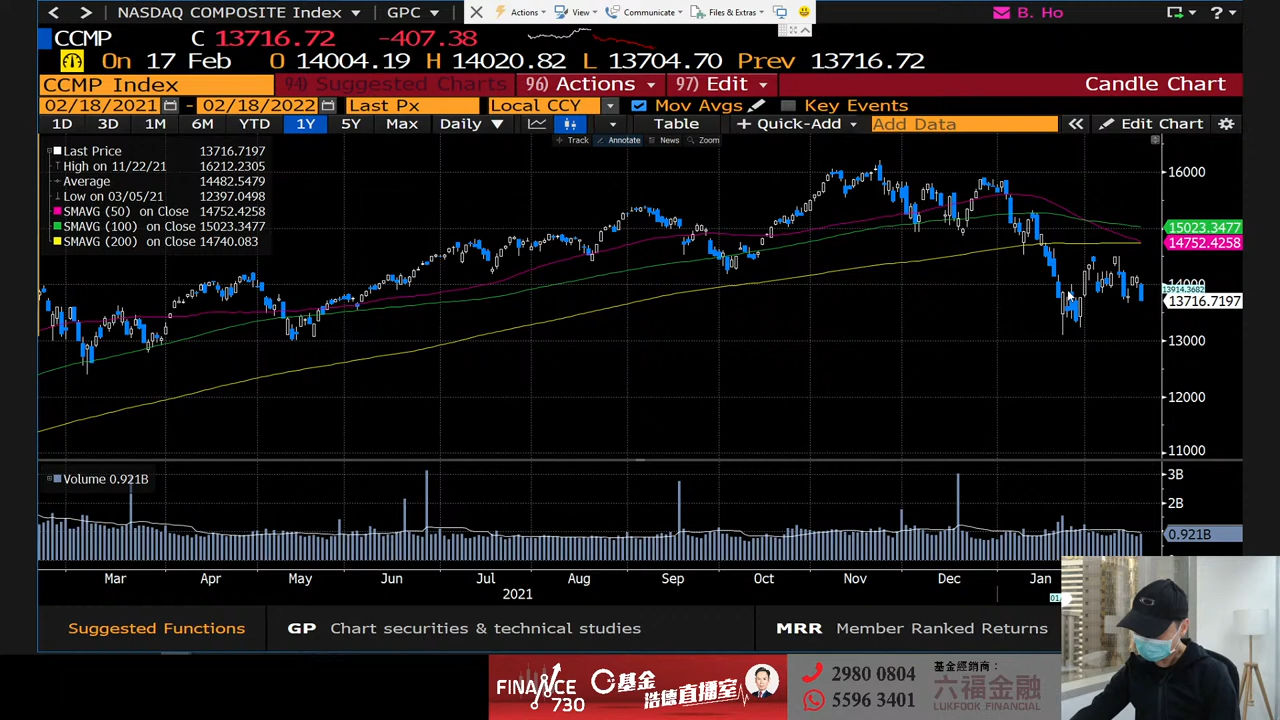 NASDAQ COMPOSITE Index GPC Actions View Communicate Files & Extras B. Ho ?
CCMP C 13716.72 -407.38
On 17 Feb O 14004.19 H 14020.82 L 13704.70 Prev 13716.72
CCMP Index 94) Suggested Charts 96) Actions 97) Edit Candle Chart
02/18/2021 - 02/18/2022 Last Px Local CCY Mov Avgs Key Events
1D 3D 1M 6M YTD 1Y 5Y Max Daily Table + Quick-Add Add Data Edit Chart
Track Annotate News Zoom
Last Price 13716.7197
High on 11/22/21 16212.2305
Average 14482.5479
Low on 03/05/21 12397.0498
SMAVG (50) on Close 14752.4258
SMAVG (100) on Close 15023.3477
SMAVG (200) on Close 14740.083
16000
15023.3477
14752.4258
14000
13914.3682
13716.7197
13000
12000
11000
Volume 0.921B
3B
2B
0.921B
0
Mar Apr May Jun Jul Aug Sep Oct Nov Dec Jan
2021
01/
Suggested Functions GP Chart securities & technical studies MRR Member Ranked Returns
FINANCE
730
基金
浩德直播室
2980 0804
5596 3401
基金經銷商:
六福金融
LUKFOOK FINANCIAL